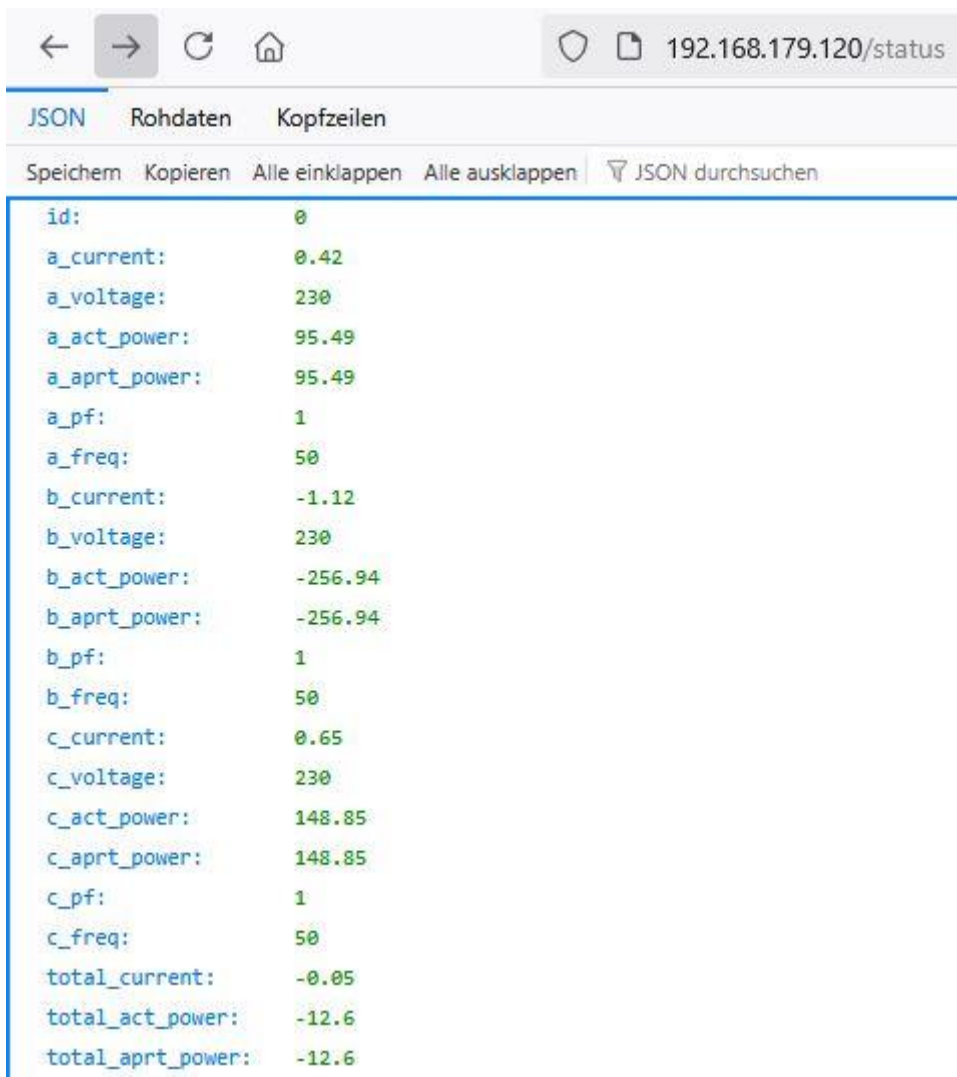 192.168.179.120/status
JSON Rohdaten Kopfzeilen
Speichern Kopieren Alle einklappen Alle ausklappen JSON durchsuchen
id: 0
a_current: 0.42
a_voltage: 230
a_act_power: 95.49
a_aprt_power: 95.49
a_pf: 1
a_freq: 50
b_current: -1.12
b_voltage: 230
b_act_power: -256.94
b_aprt_power: -256.94
b_pf: 1
b_freq: 50
c_current: 0.65
c_voltage: 230
c_act_power: 148.85
c_aprt_power: 148.85
c_pf: 1
c_freq: 50
total_current: -0.05
total_act_power: -12.6
total_aprt_power: -12.6